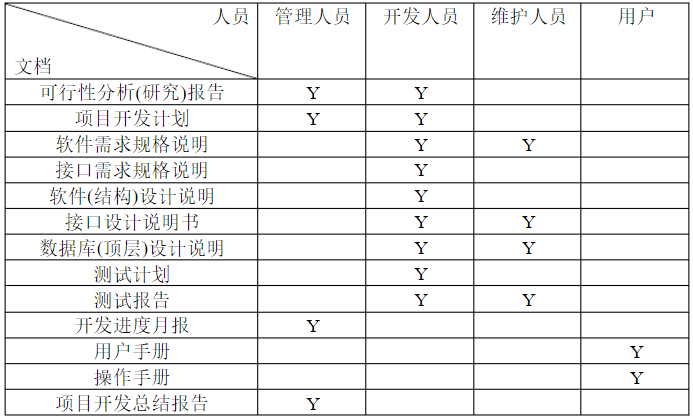 人员 管理人员 开发人员 维护人员 用户
文档
可行性分析(研究)报告 Y Y
项目开发计划 Y Y
软件需求规格说明 Y Y
接口需求规格说明 Y
软件(结构)设计说明 Y
接口设计说明书 Y Y
数据库(顶层)设计说明 Y Y
测试计划 Y
测试报告 Y Y
开发进度月报 Y
用户手册 Y
操作手册 Y
项目开发总结报告 Y